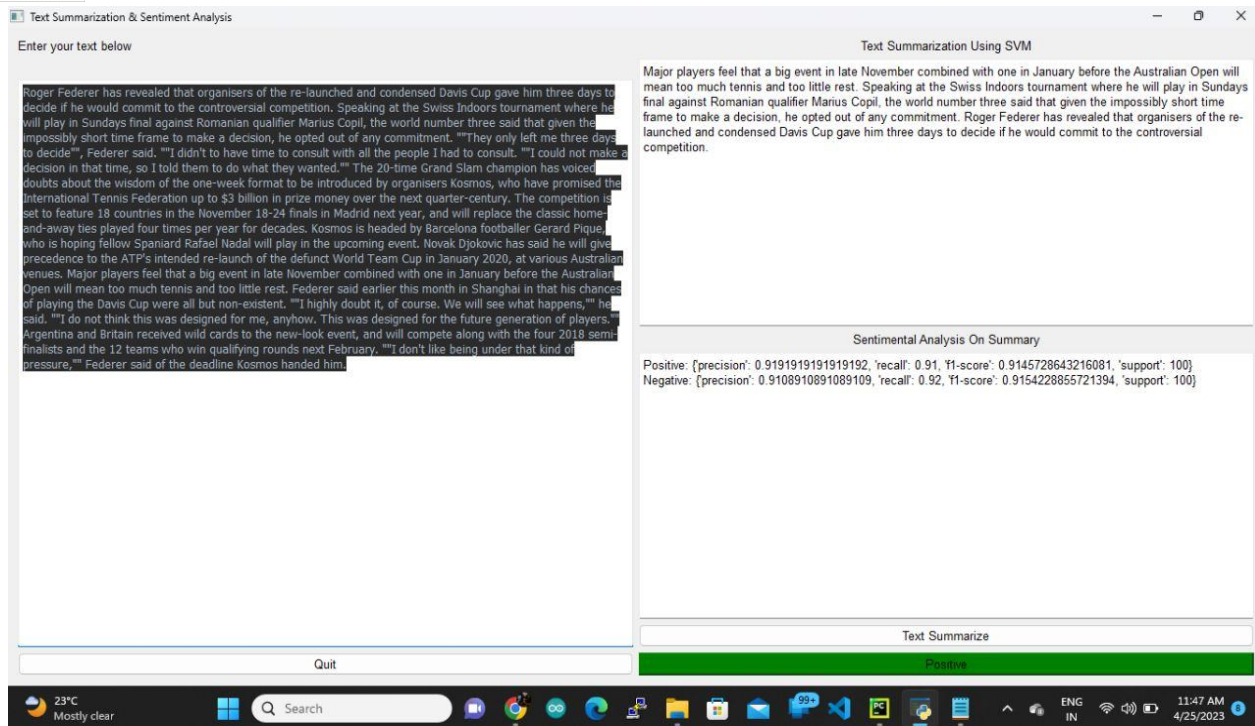 Text Summarization & Sentiment Analysis
Enter your text below
Roger Federer has revealed that organisers of the re-launched and condensed Davis Cup gave him three days to
decide if he would commit to the controversial competition. Speaking at the Swiss Indoors tournament where he
will play in Sundays final against Romanian qualifier Marius Copil, the world number three said that given the
impossibly short time frame to make a decision, he opted out of any commitment. ""They only left me three days
to decide"", Federer said. ""I didn't to have time to consult with all the people I had to consult. ""I could not make a
decision in that time, so I told them to do what they wanted."" The 20-time Grand Slam champion has voiced
doubts about the wisdom of the one-week format to be introduced by organisers Kosmos, who have promised the
International Tennis Federation up to $3 billion in prize money over the next quarter-century. The competition is
set to feature 18 countries in the November 18-24 finals in Madrid next year, and will replace the classic home-
and-away ties played four times per year for decades. Kosmos is headed by Barcelona footballer Gerard Pique,
who is hoping fellow Spaniard Rafael Nadal will play in the upcoming event. Novak Djokovic has said he will give
precedence to the ATP's intended re-launch of the defunct World Team Cup in January 2020, at various Australian
venues. Major players feel that a big event in late November combined with one in January before the Australian
Open will mean too much tennis and too little rest. Federer said earlier this month in Shanghai in that his chances
of playing the Davis Cup were all but non-existent. ""I highly doubt it, of course. We will see what happens,"" he
said. ""I do not think this was designed for me, anyhow. This was designed for the future generation of players.""
Argentina and Britain received wild cards to the new-look event, and will compete along with the four 2018 semi-
finalists and the 12 teams who win qualifying rounds next February. ""I don't like being under that kind of
pressure,"" Federer said of the deadline Kosmos handed him.
Quit
Text Summarization Using SVM
Major players feel that a big event in late November combined with one in January before the Australian Open will
mean too much tennis and too little rest. Speaking at the Swiss Indoors tournament where he will play in Sundays
final against Romanian qualifier Marius Copil, the world number three said that given the impossibly short time
frame to make a decision, he opted out of any commitment. Roger Federer has revealed that organisers of the re-
launched and condensed Davis Cup gave him three days to decide if he would commit to the controversial
competition.
Sentimental Analysis On Summary
Positive: {'precision': 0.9191919191919192, 'recall': 0.91, 'f1-score': 0.9145728643216081, 'support': 100}
Negative: {'precision': 0.9108910891089109, 'recall': 0.92, 'f1-score': 0.9154228855721394, 'support': 100}
Text Summarize
Positive
23°C
Mostly clear
Search
99+
PC
ENG
IN
11:47 AM
4/25/2023
8